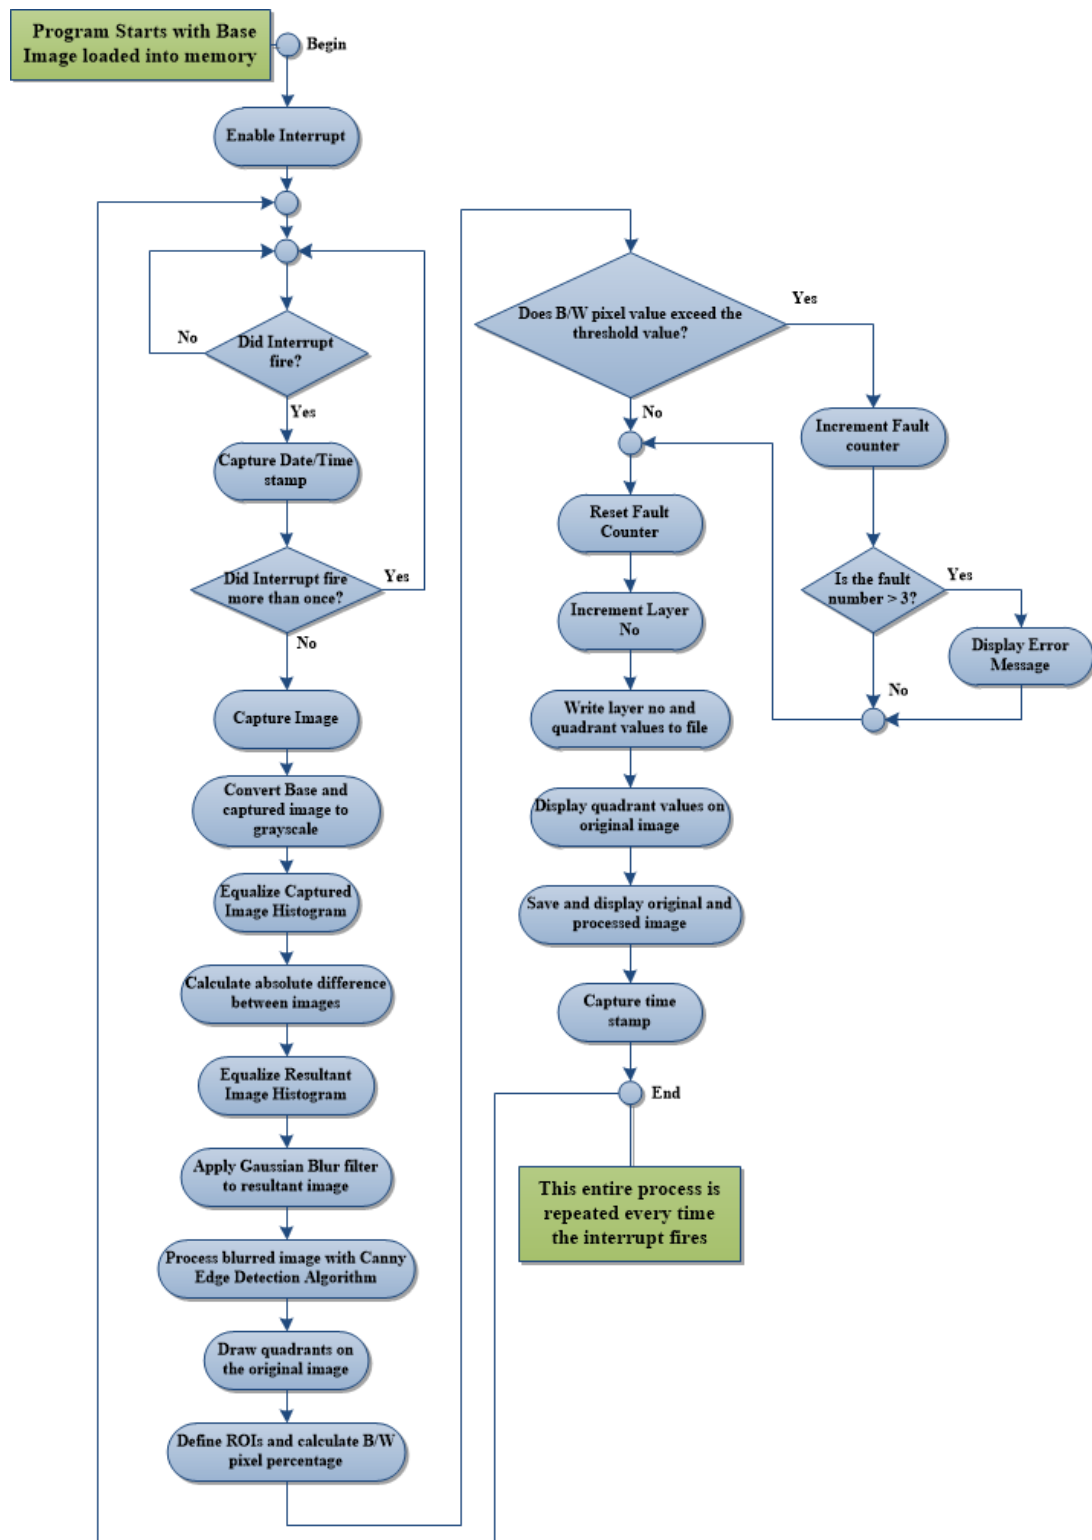 Program Starts with Base
Image loaded into memory
Begin
Enable Interrupt
No
Did Interrupt
fire?
Yes
Capture Date/Time
stamp
Did Interrupt fire
more than once?
Yes
No
Capture Image
Convert Base and
captured image to
grayscale
Equalize Captured
Image Histogram
Calculate absolute difference
between images
Equalize Resultant
Image Histogram
Apply Gaussian Blur filter
to resultant image
Process blurred image with Canny
Edge Detection Algorithm
Draw quadrants on
the original image
Define ROIs and calculate B/W
pixel percentage
Does B/W pixel value exceed the
threshold value?
Yes
No
Increment Fault
counter
Is the fault
number > 3?
Yes
Display Error
Message
No
Reset Fault
Counter
Increment Layer
No
Write layer no and
quadrant values to file
Display quadrant values on
original image
Save and display original and
processed image
Capture time
stamp
End
This entire process is
repeated every time
the interrupt fires